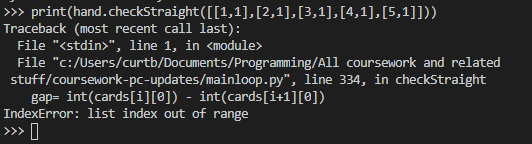 >>> print(hand.checkStraight([[1,1],[2,1],[3,1],[4,1],[5,1]]))
Traceback (most recent call last):
  File "<stdin>", line 1, in <module>
  File "c:/Users/curtb/Documents/Programming/All coursework and related
stuff/coursework-pc-updates/mainloop.py", line 334, in checkStraight
    gap= int(cards[i][0]) - int(cards[i+1][0])
IndexError: list index out of range
>>>